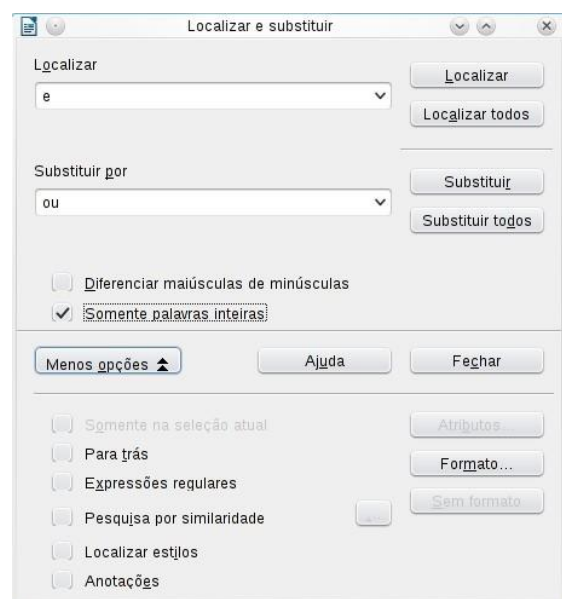 Localizar e substituir
Localizar
e
Localizar
Localizar todos
Substituir por
ou
Substituir
Substituir todos
Diferenciar maiúsculas de minúsculas
Somente palavras inteiras
Menos opções
Ajuda
Fechar
Somente na seleção atual
Atributos...
Para trás
Formato...
Expressões regulares
Sem formato
Pesquisa por similaridade
...
Localizar estilos
Anotações